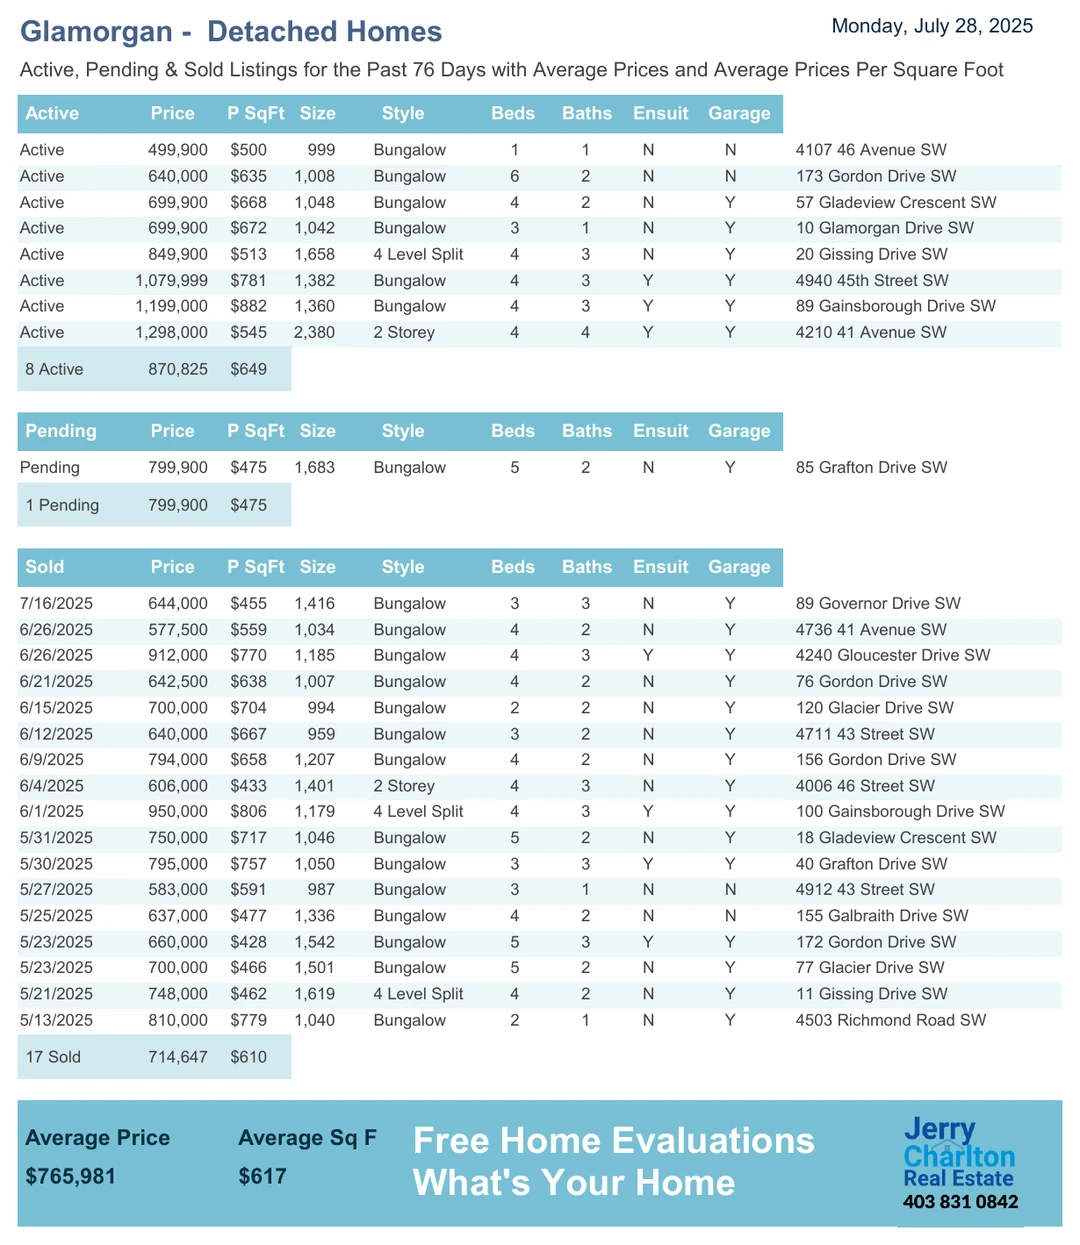 Glamorgan - Detached Homes
Monday, July 28, 2025
Active, Pending & Sold Listings for the Past 76 Days with Average Prices and Average Prices Per Square Foot
Active Price P SqFt Size Style Beds Baths Ensuit Garage
Active 499,900 $500 999 Bungalow 1 1 N N 4107 46 Avenue SW
Active 640,000 $635 1,008 Bungalow 6 2 N N 173 Gordon Drive SW
Active 699,900 $668 1,048 Bungalow 4 2 N Y 57 Gladeview Crescent SW
Active 699,900 $672 1,042 Bungalow 3 1 N Y 10 Glamorgan Drive SW
Active 849,900 $513 1,658 4 Level Split 4 3 N Y 20 Gissing Drive SW
Active 1,079,999 $781 1,382 Bungalow 4 3 Y Y 4940 45th Street SW
Active 1,199,000 $882 1,360 Bungalow 4 3 Y Y 89 Gainsborough Drive SW
Active 1,298,000 $545 2,380 2 Storey 4 4 Y Y 4210 41 Avenue SW
8 Active 870,825 $649
Pending Price P SqFt Size Style Beds Baths Ensuit Garage
Pending 799,900 $475 1,683 Bungalow 5 2 N Y 85 Grafton Drive SW
1 Pending 799,900 $475
Sold Price P SqFt Size Style Beds Baths Ensuit Garage
7/16/2025 644,000 $455 1,416 Bungalow 3 3 N Y 89 Governor Drive SW
6/26/2025 577,500 $559 1,034 Bungalow 4 2 N Y 4736 41 Avenue SW
6/26/2025 912,000 $770 1,185 Bungalow 4 3 Y Y 4240 Gloucester Drive SW
6/21/2025 642,500 $638 1,007 Bungalow 4 2 N Y 76 Gordon Drive SW
6/15/2025 700,000 $704 994 Bungalow 2 2 N Y 120 Glacier Drive SW
6/12/2025 640,000 $667 959 Bungalow 3 2 N Y 4711 43 Street SW
6/9/2025 794,000 $658 1,207 Bungalow 4 2 N Y 156 Gordon Drive SW
6/4/2025 606,000 $433 1,401 2 Storey 4 3 N Y 4006 46 Street SW
6/1/2025 950,000 $806 1,179 4 Level Split 4 3 Y Y 100 Gainsborough Drive SW
5/31/2025 750,000 $717 1,046 Bungalow 5 2 N Y 18 Gladeview Crescent SW
5/30/2025 795,000 $757 1,050 Bungalow 3 3 Y Y 40 Grafton Drive SW
5/27/2025 583,000 $591 987 Bungalow 3 1 N N 4912 43 Street SW
5/25/2025 637,000 $477 1,336 Bungalow 4 2 N N 155 Galbraith Drive SW
5/23/2025 660,000 $428 1,542 Bungalow 5 3 Y Y 172 Gordon Drive SW
5/23/2025 700,000 $466 1,501 Bungalow 5 2 N Y 77 Glacier Drive SW
5/21/2025 748,000 $462 1,619 4 Level Split 4 2 N Y 11 Gissing Drive SW
5/13/2025 810,000 $779 1,040 Bungalow 2 1 N Y 4503 Richmond Road SW
17 Sold 714,647 $610
Average Price Average Sq F
$765,981 $617
Free Home Evaluations
What's Your Home
Jerry
Charlton
Real Estate
403 831 0842